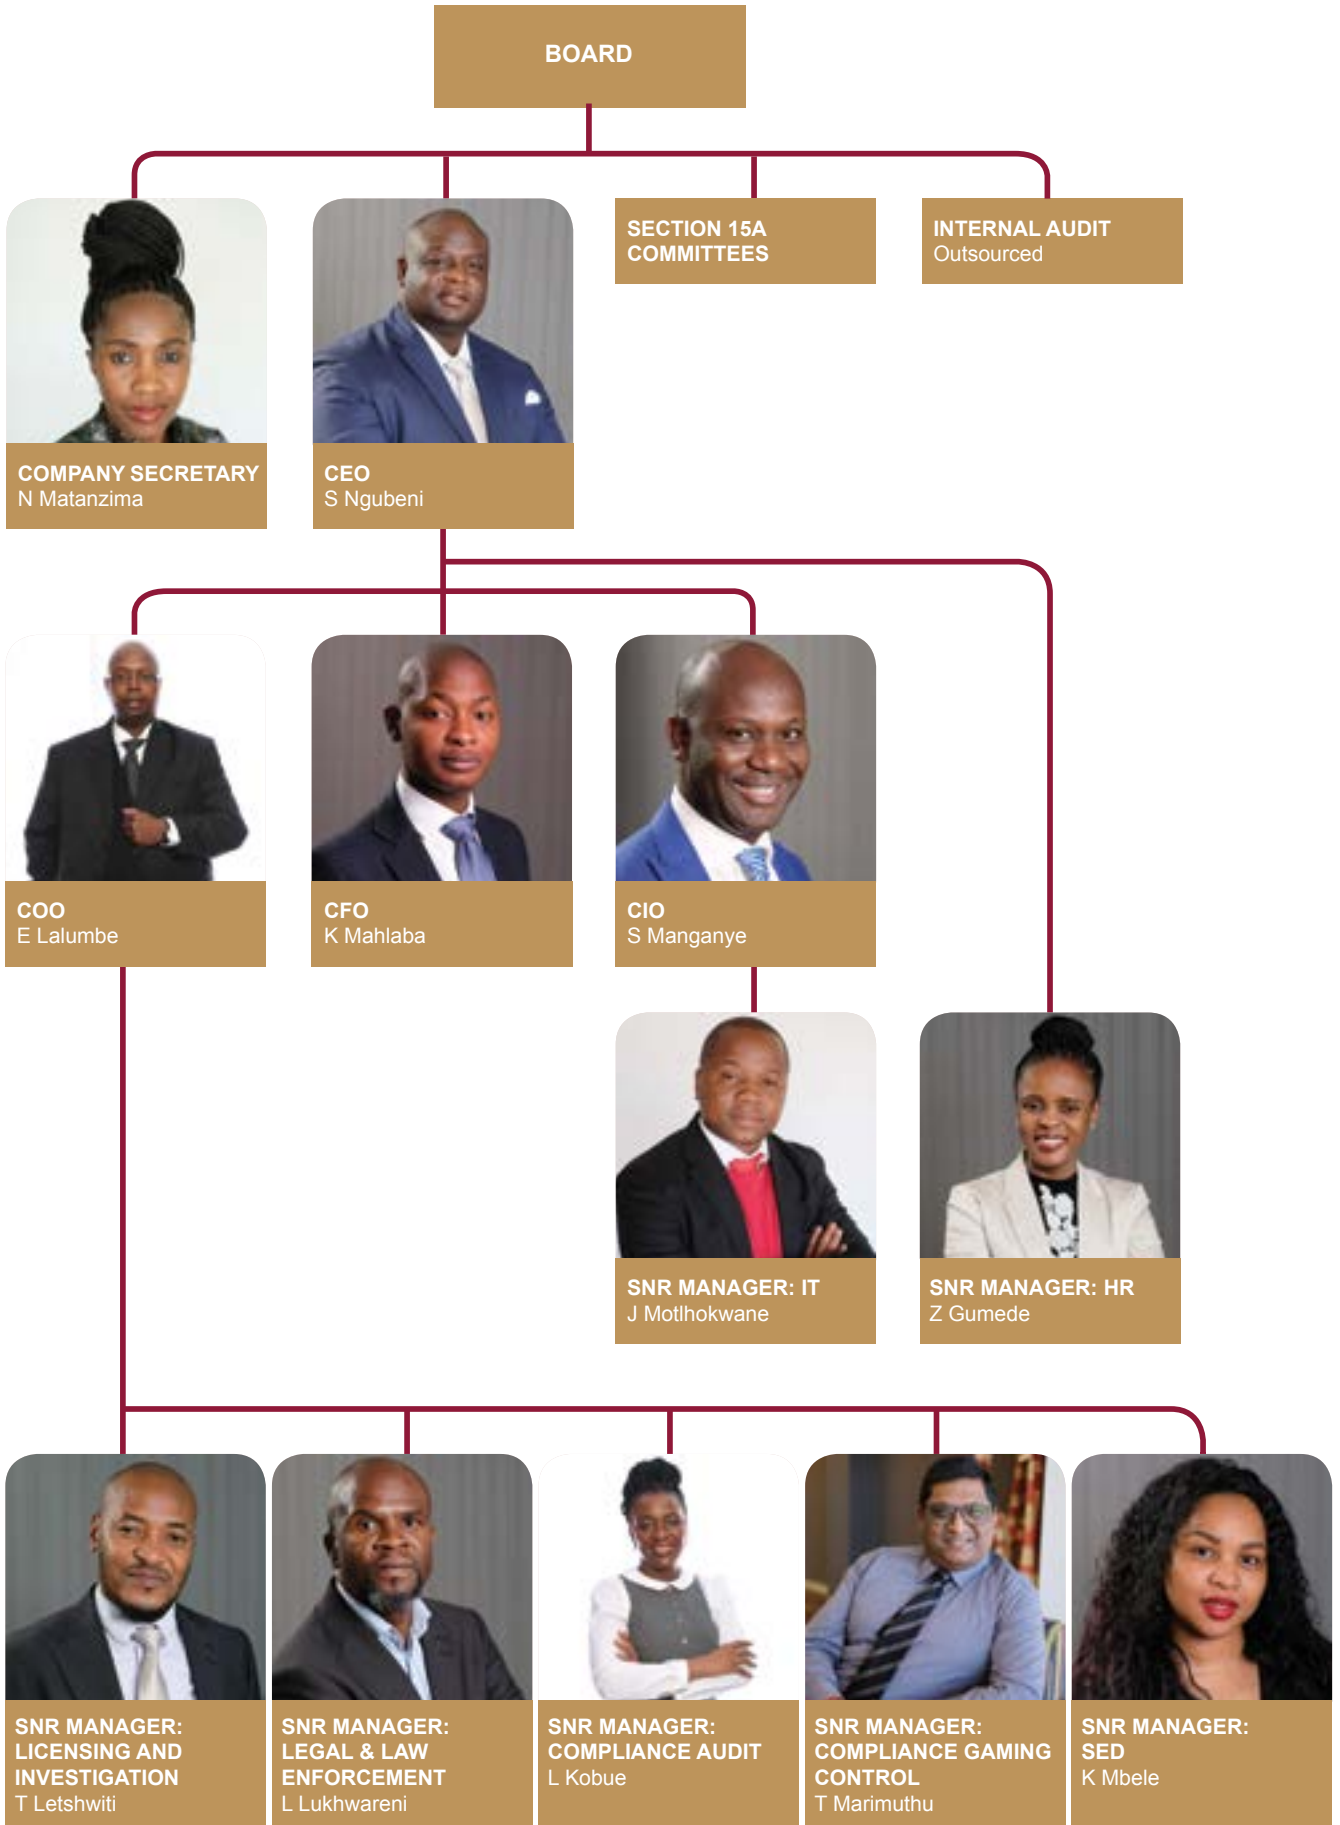 BOARD
COMPANY SECRETARY
N Matanzima
CEO
S Ngubeni
SECTION 15A
COMMITTEES
INTERNAL AUDIT
Outsourced
COO
E Lalumbe
CFO
K Mahlaba
CIO
S Manganye
SNR MANAGER: IT
J Motlhokwane
SNR MANAGER: HR
Z Gumede
SNR MANAGER:
LICENSING AND
INVESTIGATION
T Letshwiti
SNR MANAGER:
LEGAL & LAW
ENFORCEMENT
L Lukhwareni
SNR MANAGER:
COMPLIANCE AUDIT
L Kobue
SNR MANAGER:
COMPLIANCE GAMING
CONTROL
T Marimuthu
SNR MANAGER:
SED
K Mbele